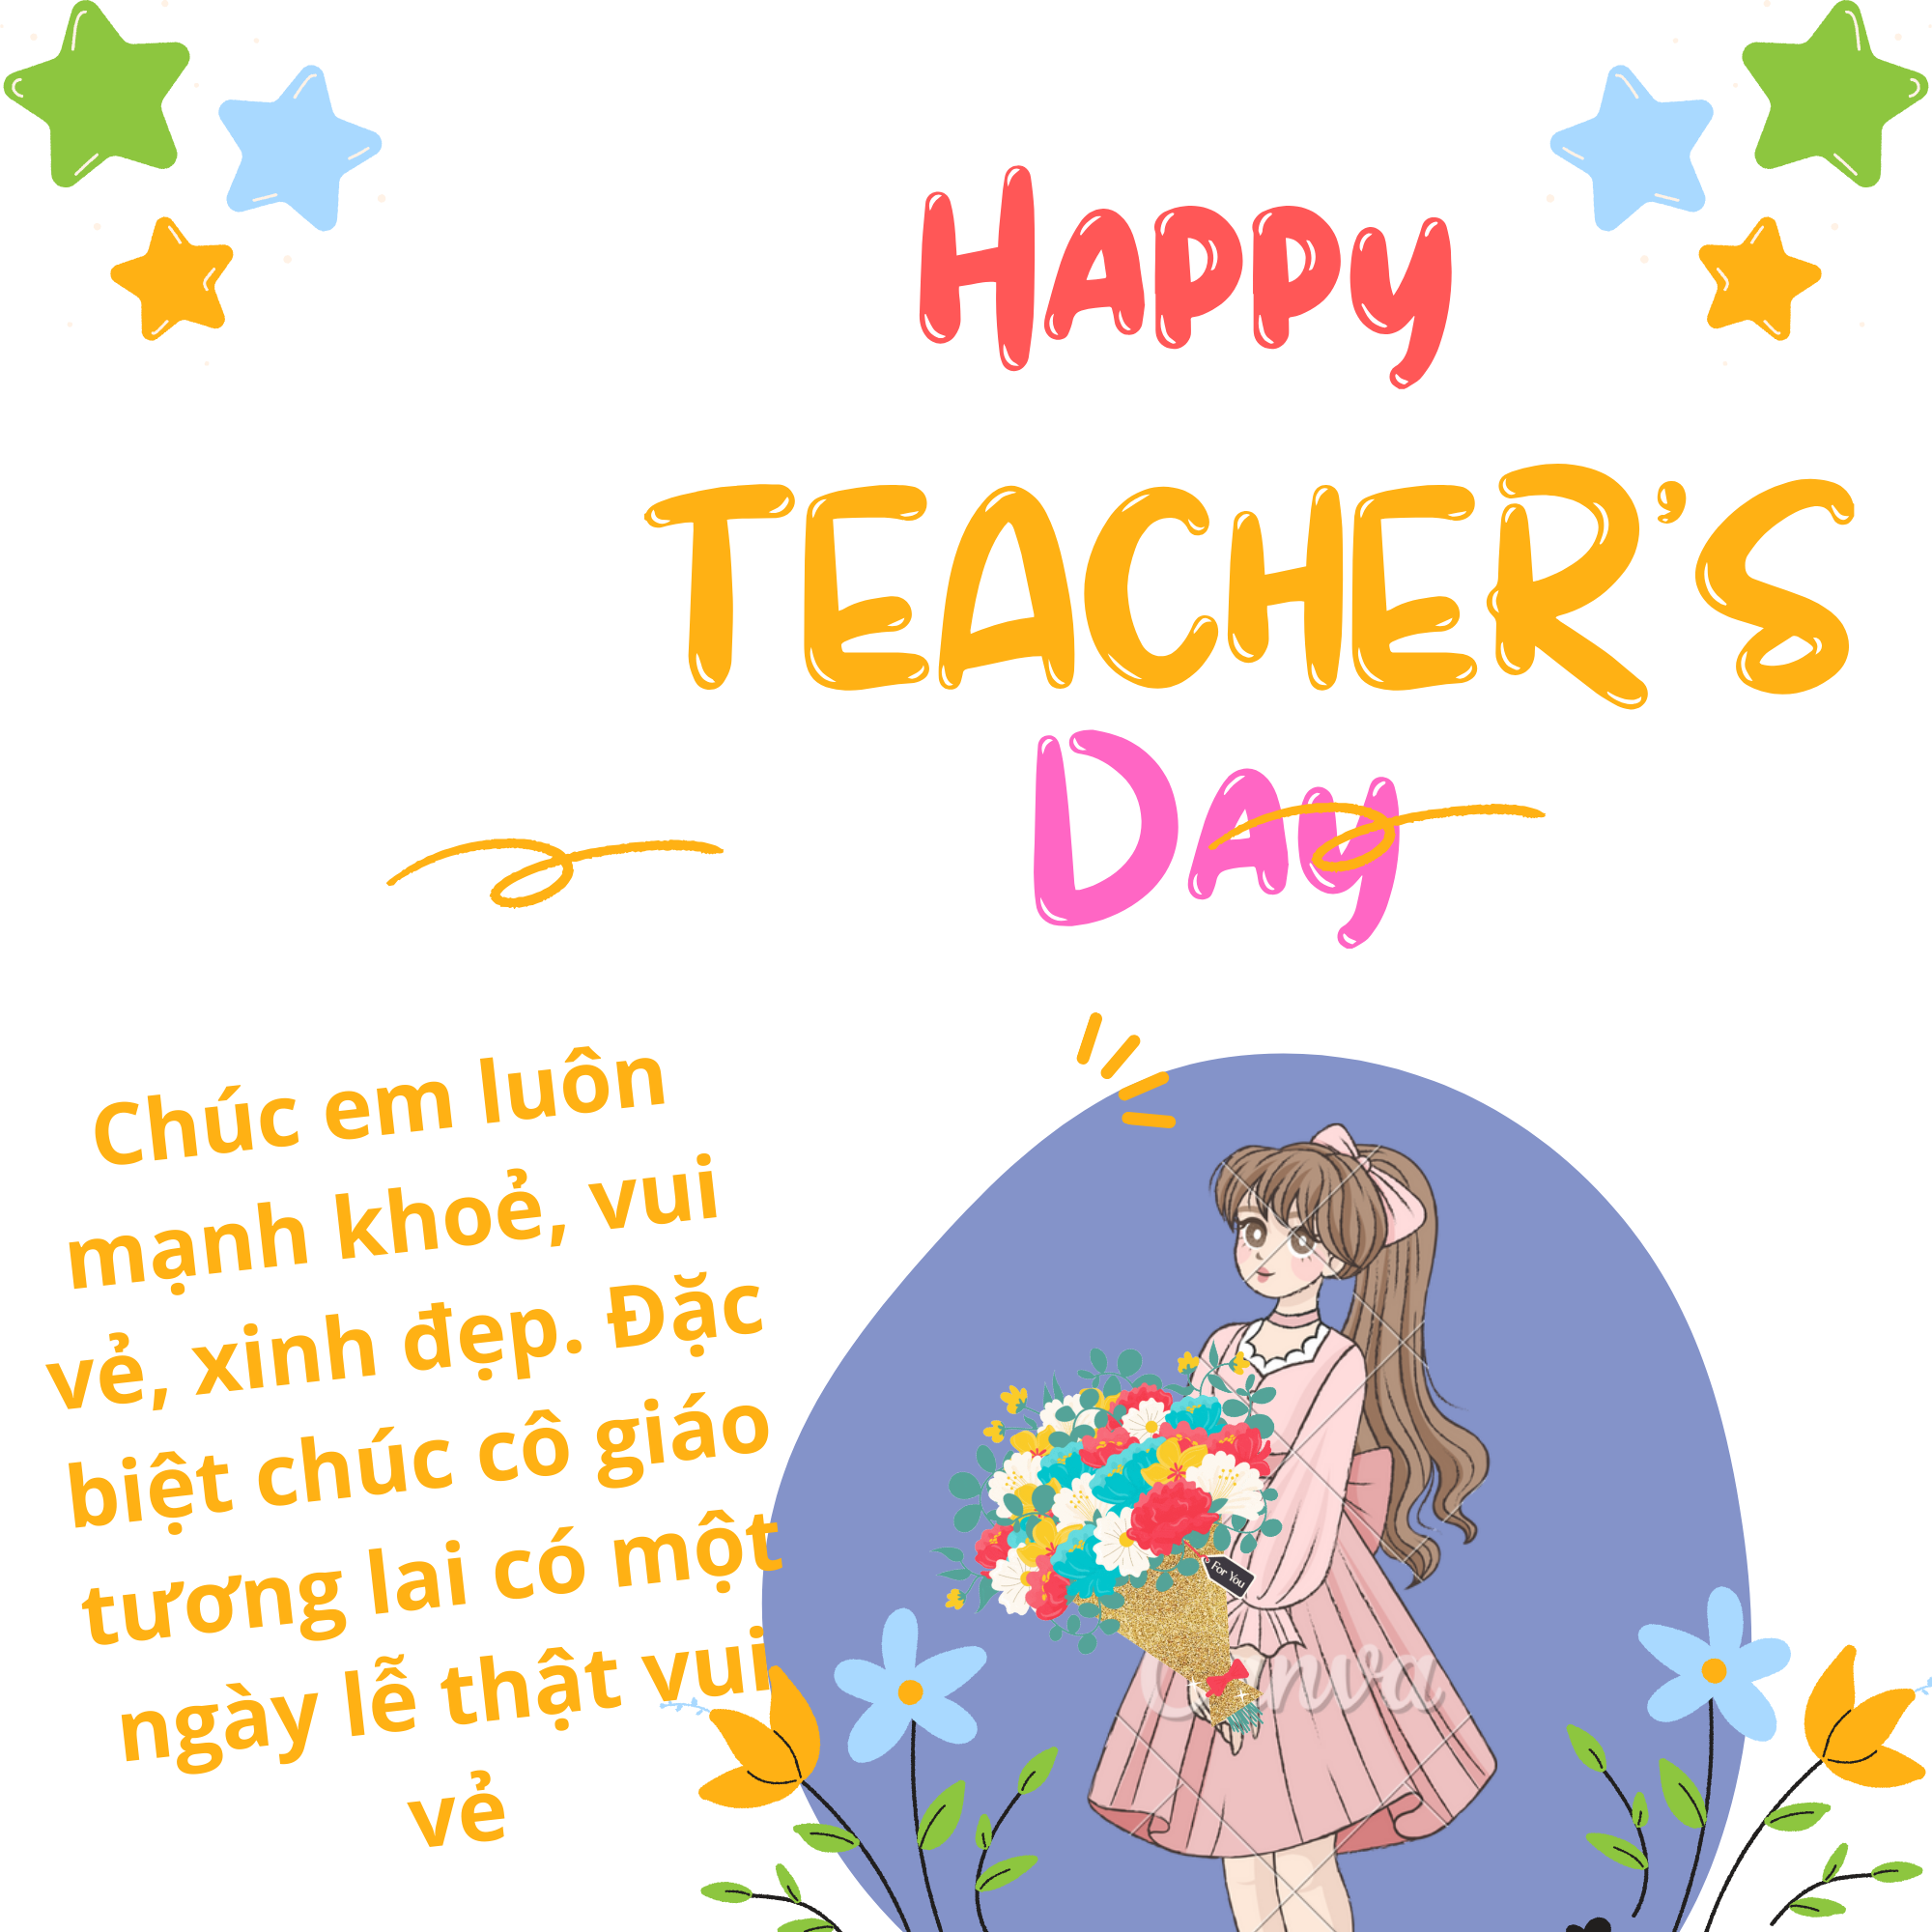 Happy
TEACHER'S
Day
Chúc em luôn
mạnh khoẻ, vui
vẻ, xinh đẹp. Đặc
biệt chúc cô giáo
tương lai có một
ngày lễ thật vui
vẻ
For You
Canva